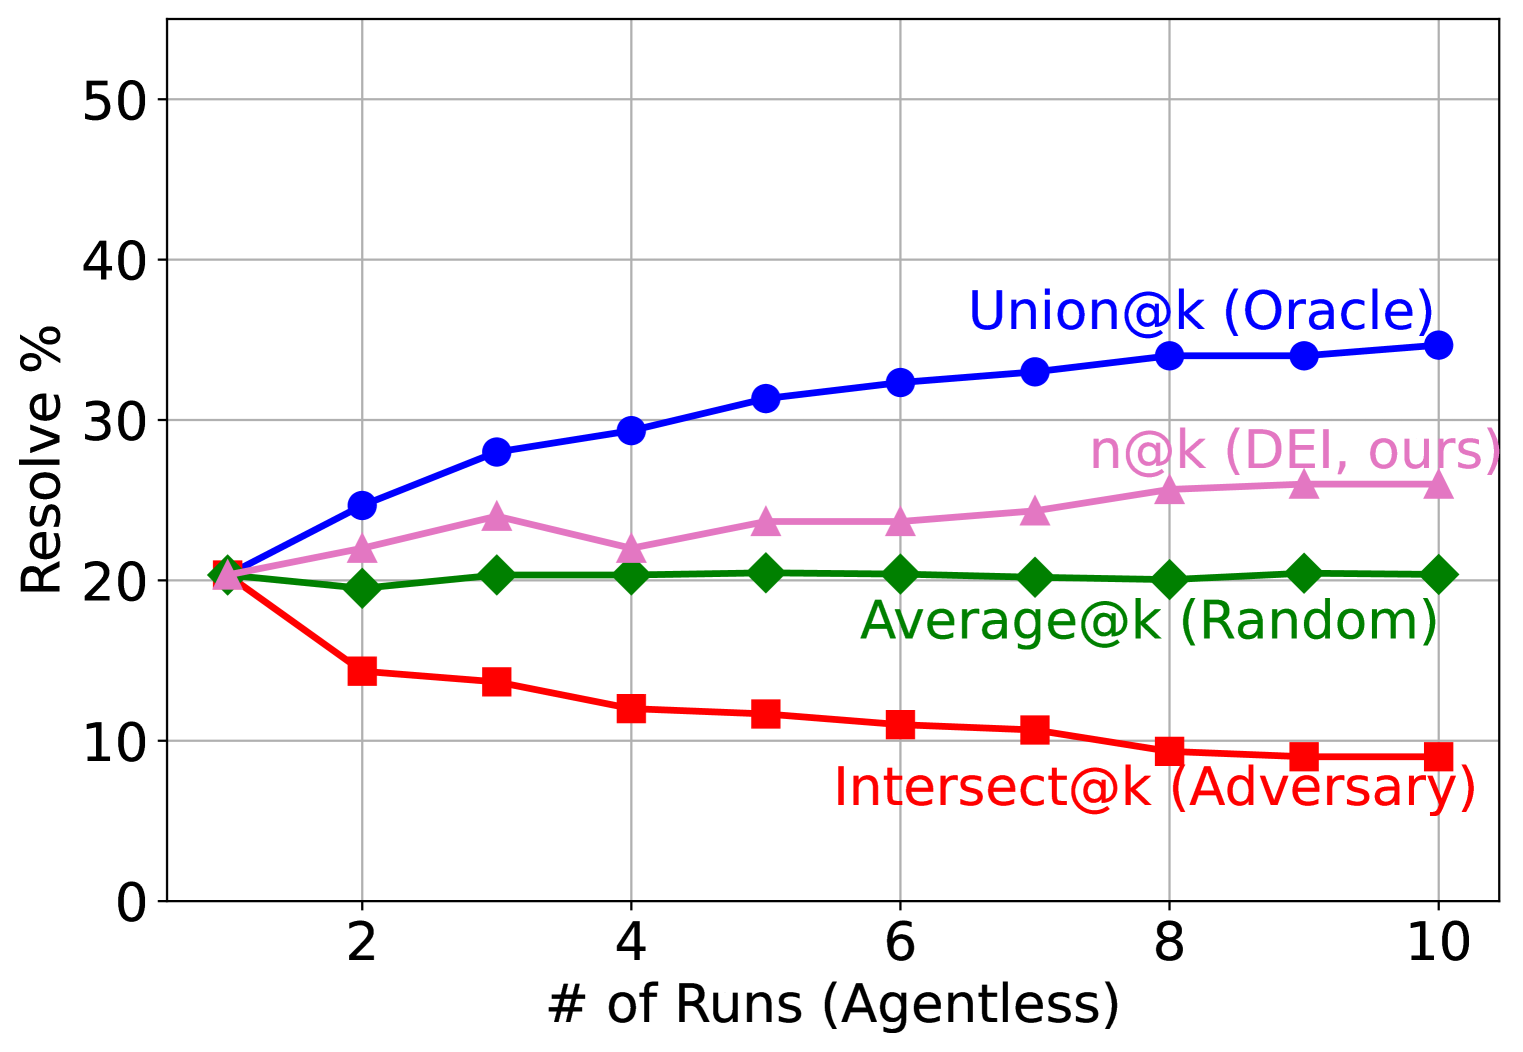 50
40
30
20
10
0
Resolve %
Union@k (Oracle)
n@k (DEI, ours)
Average@k (Random)
Intersect@k (Adversary)
2 4 6 8 10
# of Runs (Agentless)